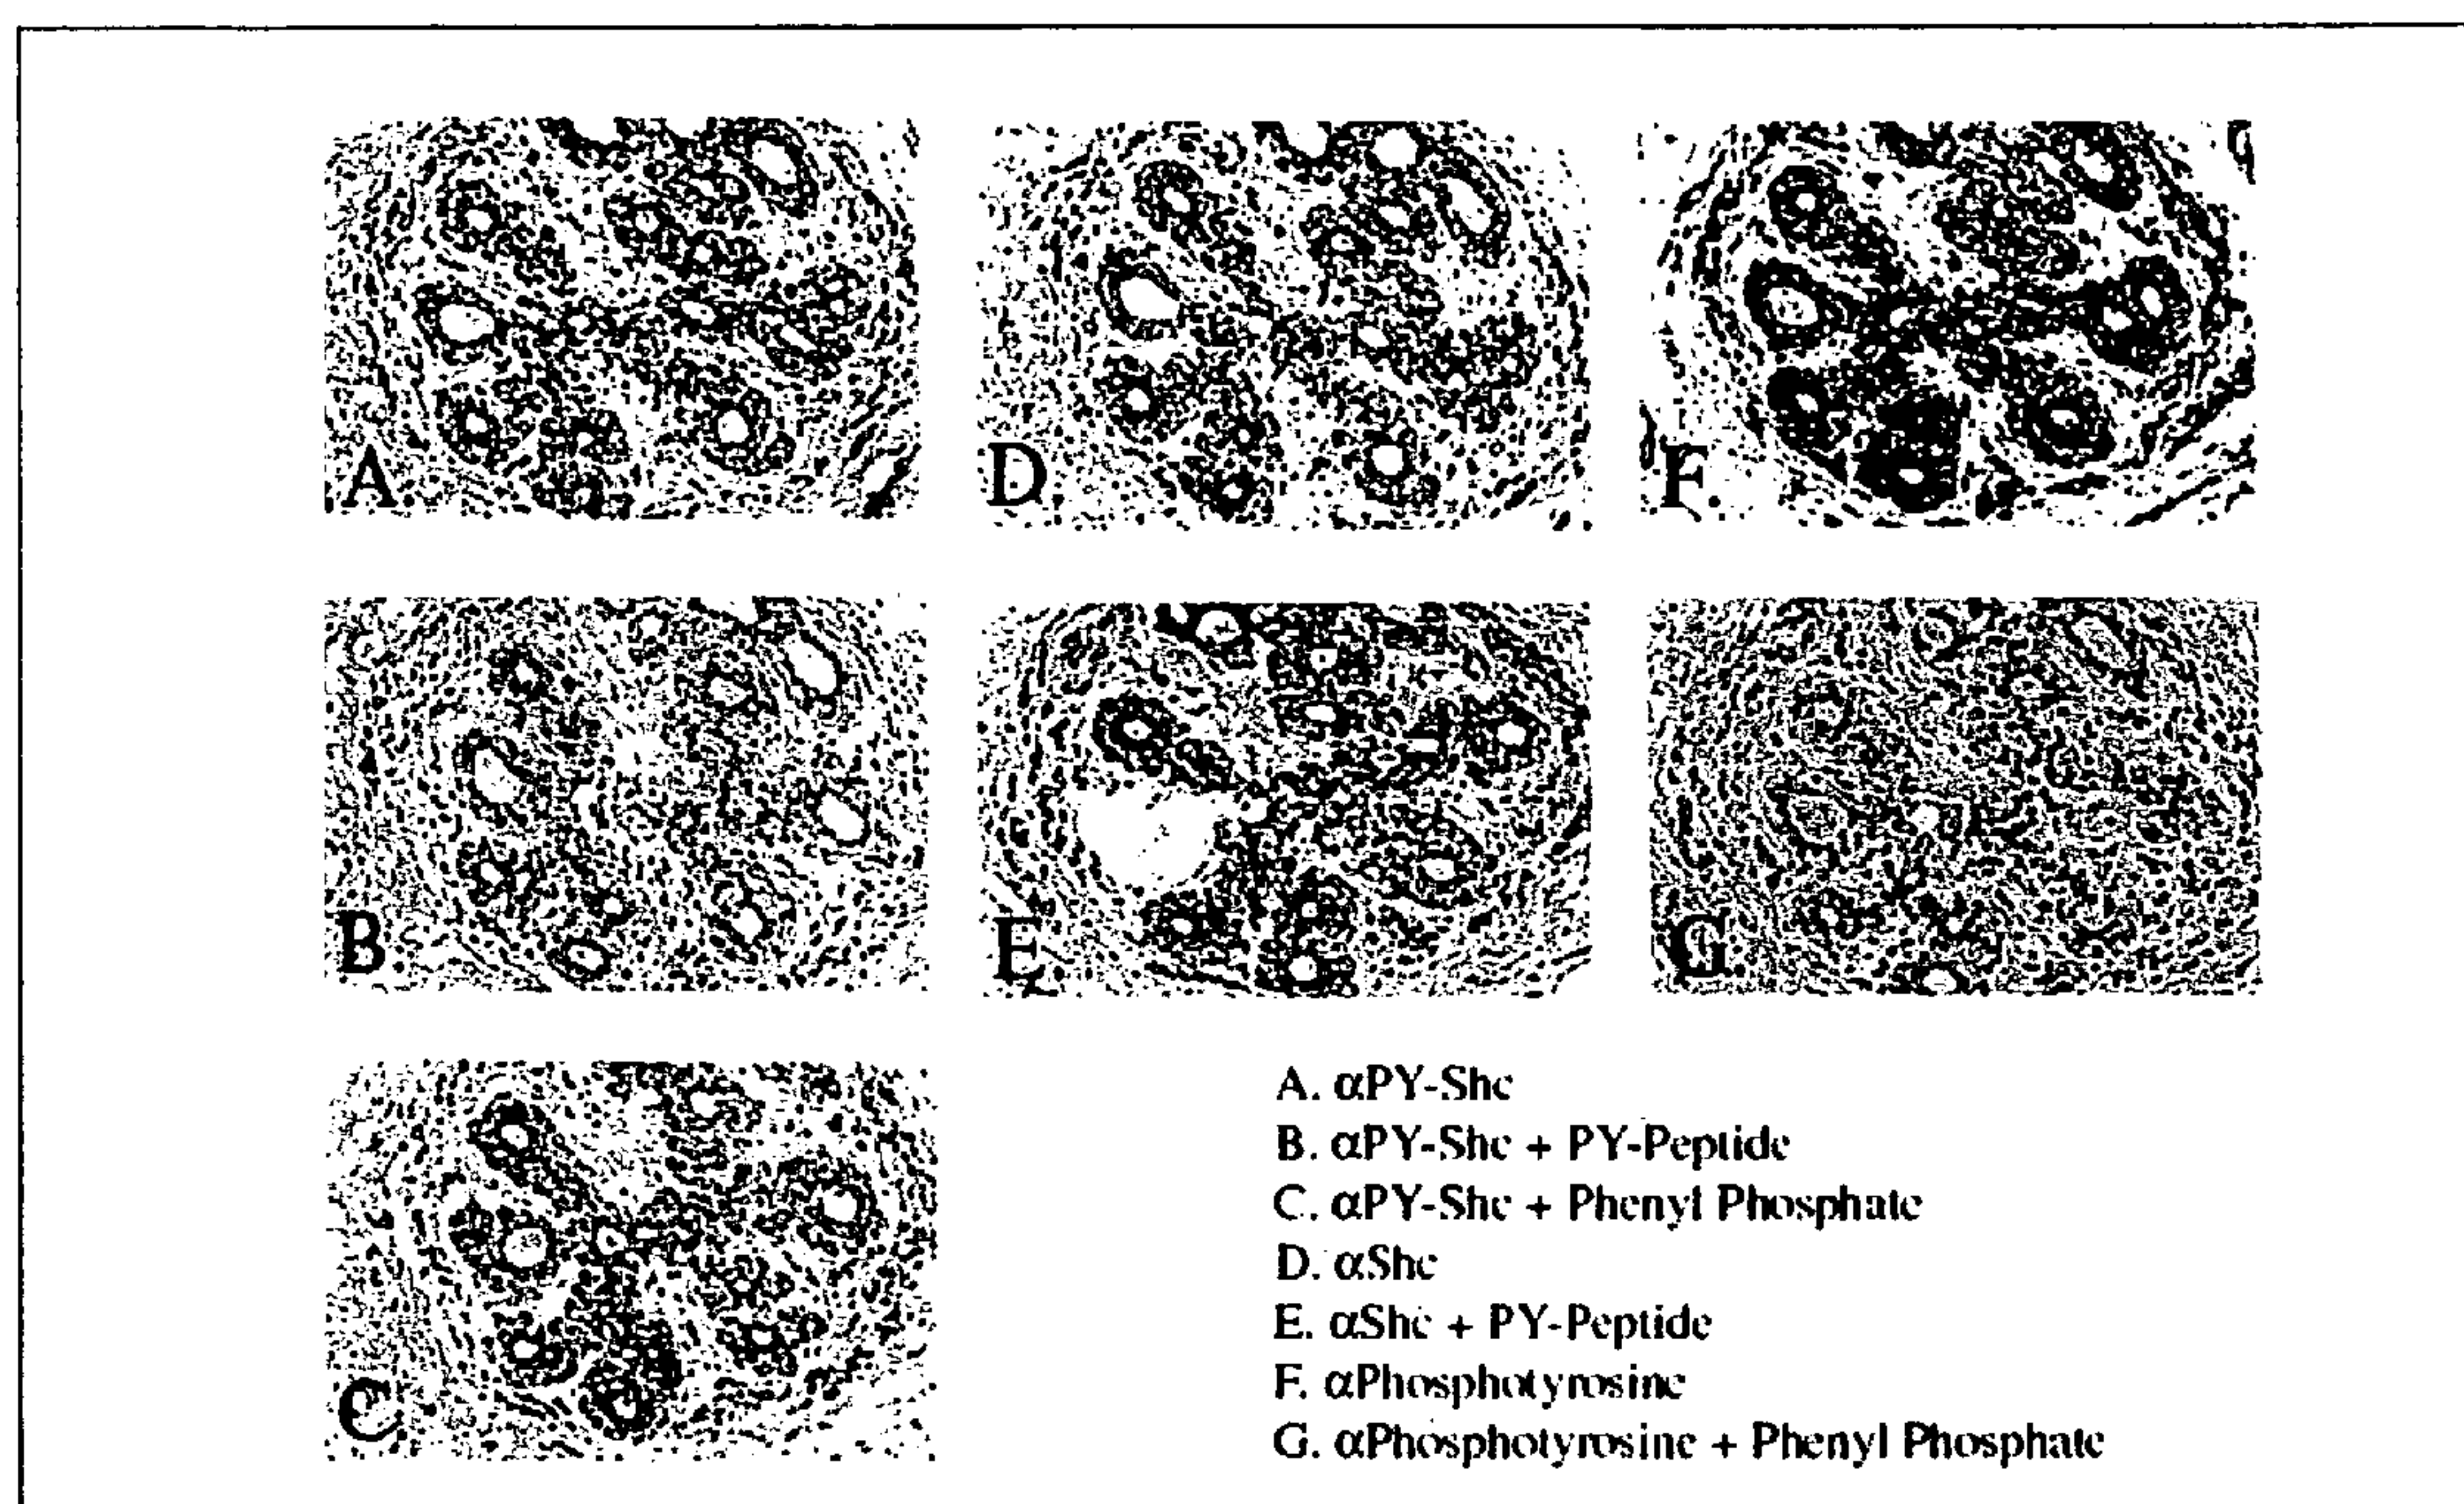 A.
D.
F.
B.
E.
G.
C.
A. αPY-Shc
B. αPY-Shc + PY-Peptide
C. αPY-Shc + Phenyl Phosphate
D. αShc
E. αShc + PY-Peptide
F. αPhosphotyrosine
G. αPhosphotyrosine + Phenyl Phosphate